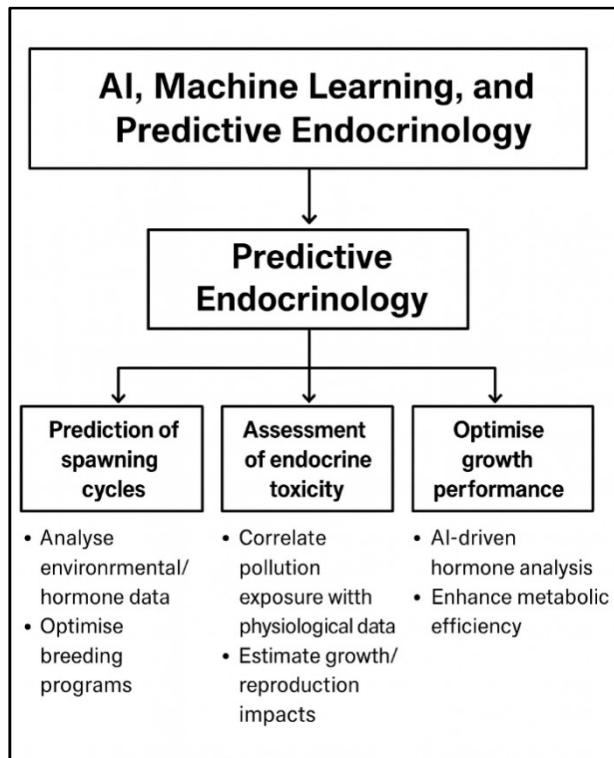 AI, Machine Learning, and
Predictive Endocrinology
Predictive
Endocrinology
Prediction of
spawning
cycles
• Analyse
environrmental/
hormone data
• Optimise
breeding
programs
Assessment
of endocrine
toxicity
• Correlate
pollution
exposure witth
physiological data
• Estimate growth/
reproduction
impacts
Optimise
growth
performance
• AI-driven
hormone analysis
• Enhance metabolic
efficiency